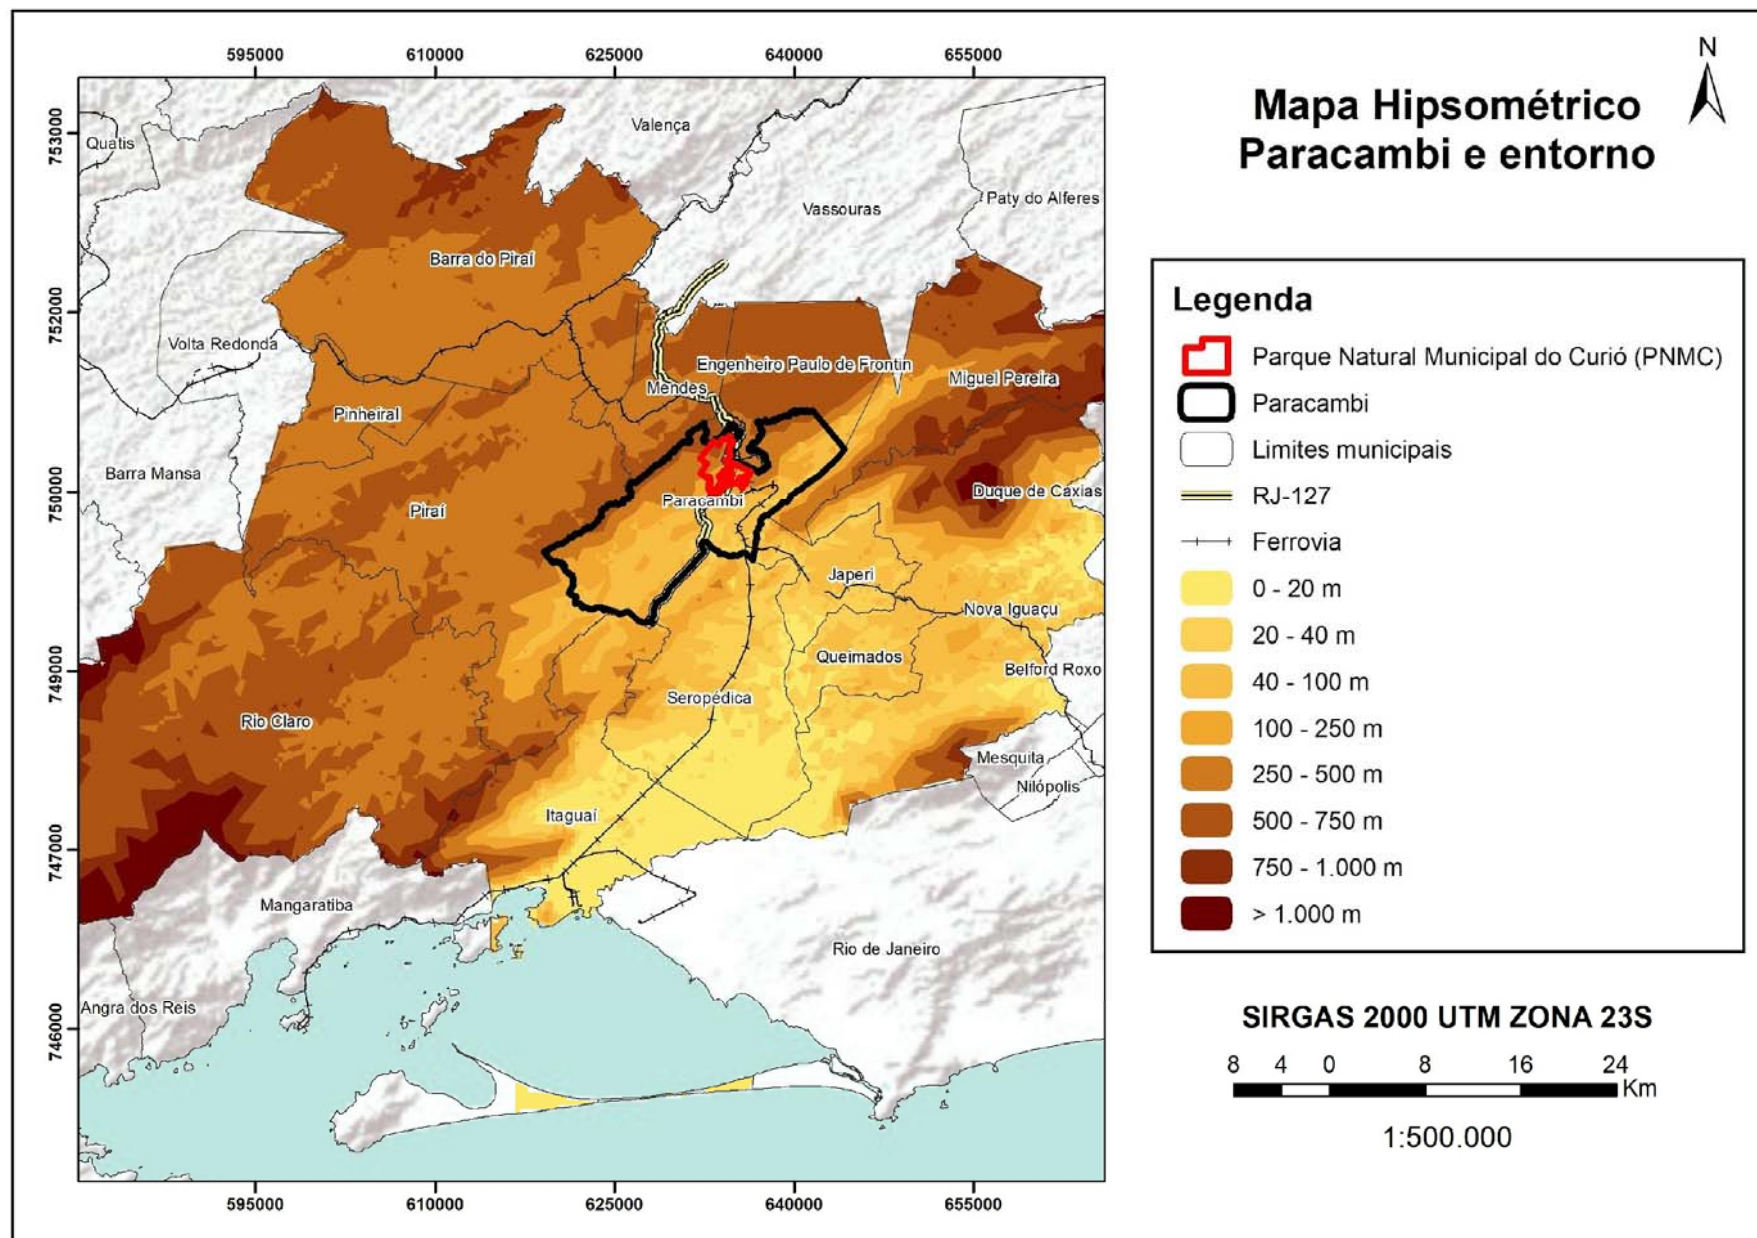 N
Mapa Hipsométrico
Paracambi e entorno
595000
610000
625000
640000
655000
753000
752000
750000
749000
747000
746000
Quatis
Valença
Paty do Alferes
Vassouras
Barra do Piraí
Volta Redonda
Engenheiro Paulo de Frontin
Miguel Pereira
Mendes
Pinheiral
Barra Mansa
Duque de Caxias
Paracambi
Piraí
Japeri
Nova Iguaçu
Queimados
Belford Roxo
Seropédica
Rio Claro
Mesquita
Nilópolis
Itaguaí
Mangaratiba
Rio de Janeiro
Angra dos Reis
595000
610000
625000
640000
655000
Legenda
Parque Natural Municipal do Curió (PNMC)
Paracambi
Limites municipais
RJ-127
Ferrovia
0 - 20 m
20 - 40 m
40 - 100 m
100 - 250 m
250 - 500 m
500 - 750 m
750 - 1.000 m
> 1.000 m
SIRGAS 2000 UTM ZONA 23S
8 4 0 8 16 24
Km
1:500.000